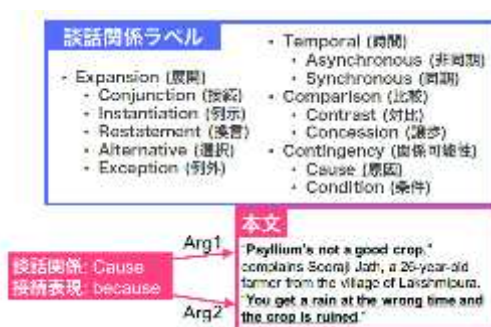 談話関係ラベル
・Expansion (展開)
・Conjunction (接続)
・Instantiation (例示)
・Restatement (換言)
・Alternative (選択)
・Exception (例外)
・Temporal (時間)
・Asynchronous (非同期)
・Synchronous (同期)
・Comparison (比較)
・Contrast (対比)
・Concession (譲歩)
・Contingency (関係可能性)
・Cause (原因)
・Condition (条件)
本文
Arg1
談話関係: Cause
接続表現: because
Arg2
"Psyllium's not a good crop,"
complains Sooraji Jath, a 26-year-old
farmer from the village of Lakshmipura.
"You get a rain at the wrong time and
the crop is ruined."